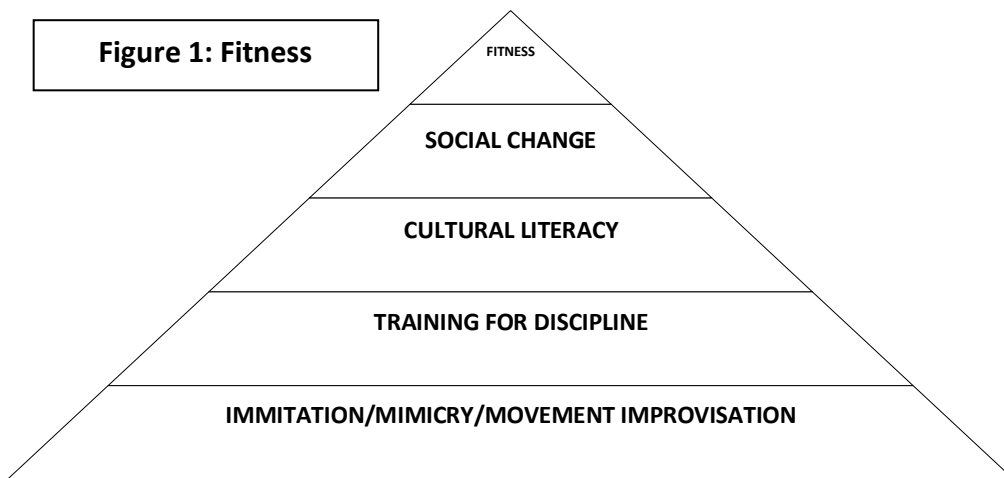 Figure 1: Fitness
FITNESS
SOCIAL CHANGE
CULTURAL LITERACY
TRAINING FOR DISCIPLINE
IMMITATION/MIMICRY/MOVEMENT IMPROVISATION